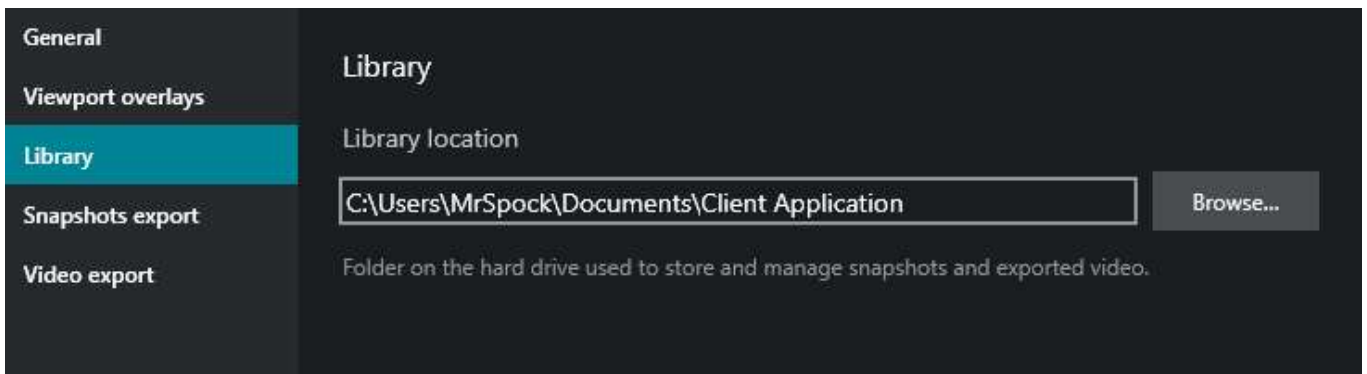 General
Viewport overlays
Library
Snapshots export
Video export
Library
Library location
C:\Users\MrSpock\Documents\Client Application
Browse...
Folder on the hard drive used to store and manage snapshots and exported video.